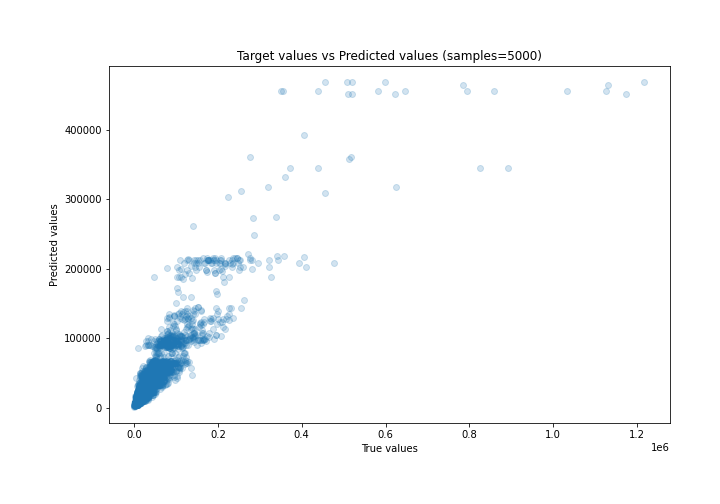 Target values vs Predicted values (samples=5000)
Predicted values
400000
300000
200000
100000
0
0.0 0.2 0.4 0.6 0.8 1.0 1.2
1e6
True values